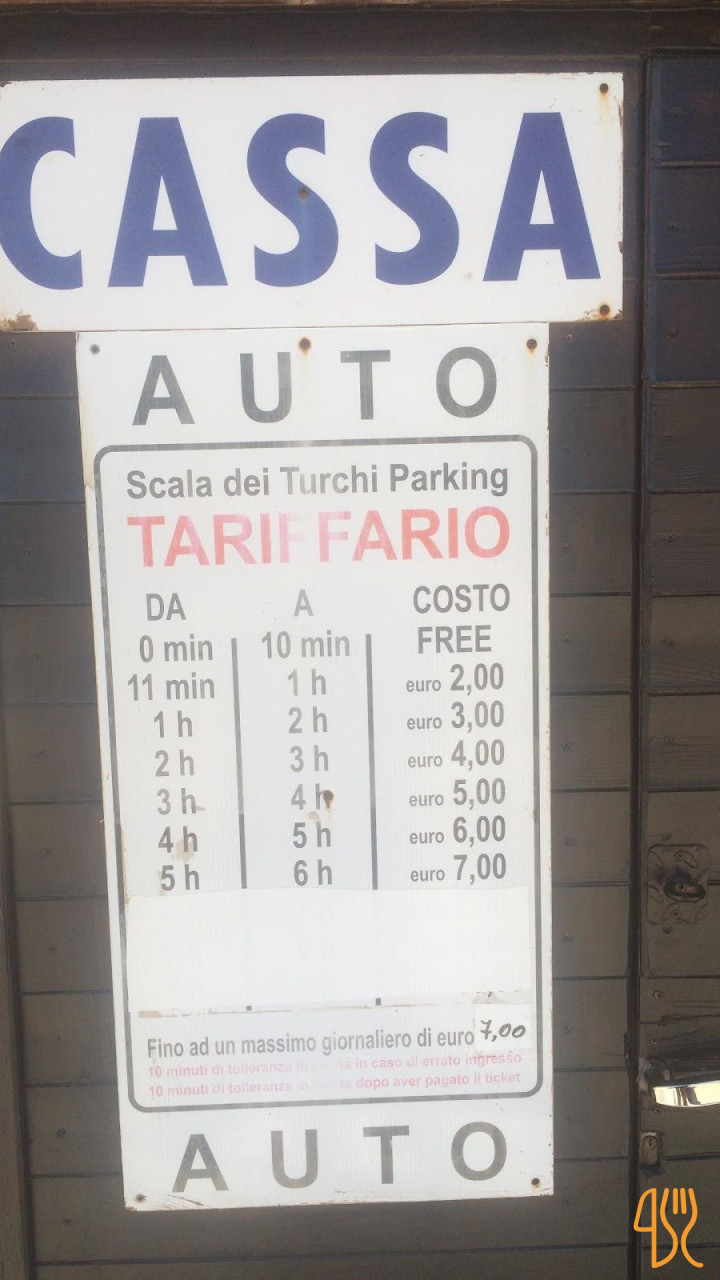 CASSA
AUTO
Scala dei Turchi Parking
TARIFFARIO
DA A COSTO
0 min 10 min FREE
11 min 1 h euro 2,00
1 h 2 h euro 3,00
2 h 3 h euro 4,00
3 h 4 h euro 5,00
4 h 5 h euro 6,00
5 h 6 h euro 7,00
Fino ad un massimo giornaliero di euro 7,00
10 minuti di tolleranza in in caso di errato ingresso
10 minuti di tolleranza in dopo aver pagato il ticket
AUTO